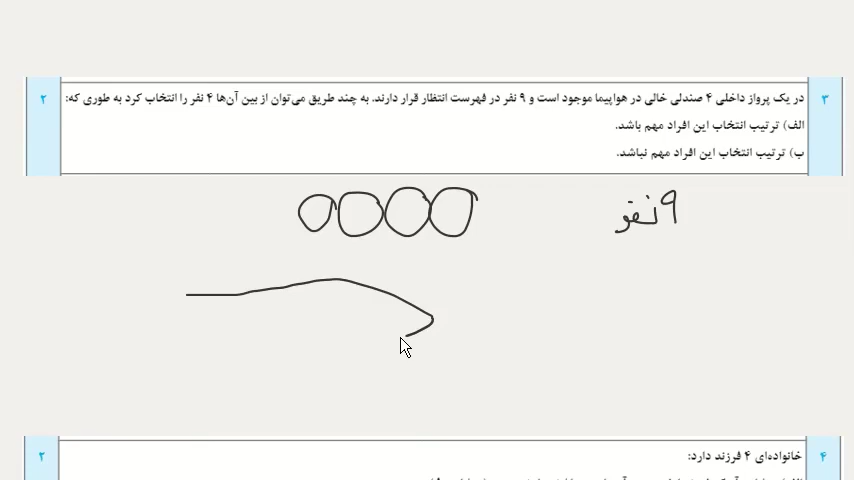 ۳ در یک پرواز داخلی ۴ صندلی خالی در هواپیما موجود است و ۹ نفر در فهرست انتظار قرار دارند، به چند طریق می‌توان از بین آن‌ها ۴ نفر را انتخاب کرد به طوری که: ۲
الف) ترتیب انتخاب این افراد مهم باشد.
ب) ترتیب انتخاب این افراد مهم نباشد.
۹ نفر
۴ خانواده‌ای ۴ فرزند دارد: ۲